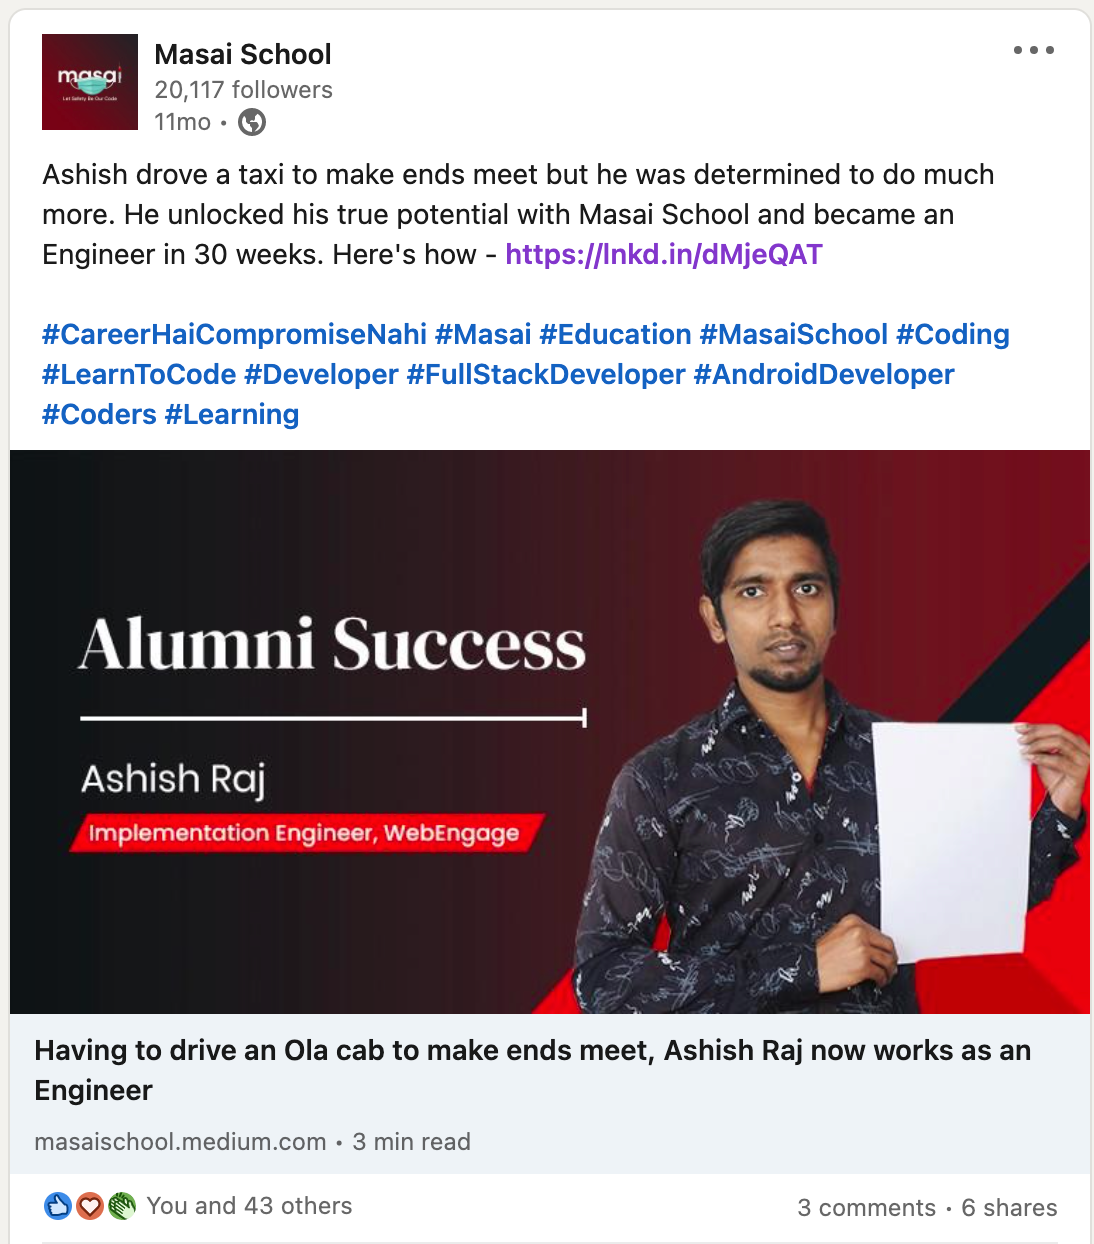 masai
Let Safety Be Our Code
Masai School
20,117 followers
11mo •
Ashish drove a taxi to make ends meet but he was determined to do much
more. He unlocked his true potential with Masai School and became an
Engineer in 30 weeks. Here's how - https://lnkd.in/dMjeQAT
#CareerHaiCompromiseNahi #Masai #Education #MasaiSchool #Coding
#LearnToCode #Developer #FullStackDeveloper #AndroidDeveloper
#Coders #Learning
Alumni Success
Ashish Raj
Implementation Engineer, WebEngage
Having to drive an Ola cab to make ends meet, Ashish Raj now works as an
Engineer
masaischool.medium.com • 3 min read
You and 43 others
3 comments • 6 shares